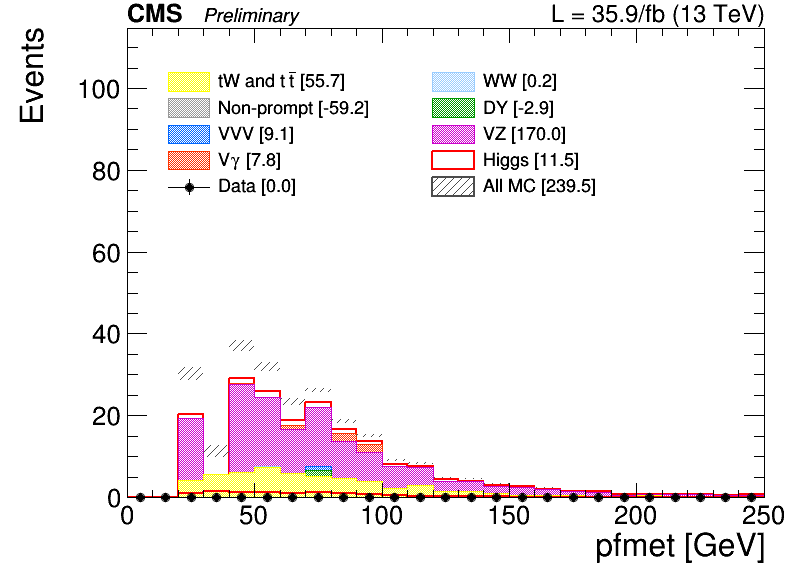 CMS Preliminary L = 35.9/fb (13 TeV)
Events
100
80
60
40
20
0
tW and t t̄ [55.7]
Non-prompt [-59.2]
VVV [9.1]
Vγ [7.8]
Data [0.0]
WW [0.2]
DY [-2.9]
VZ [170.0]
Higgs [11.5]
All MC [239.5]
0 50 100 150 200 250
pfmet [GeV]